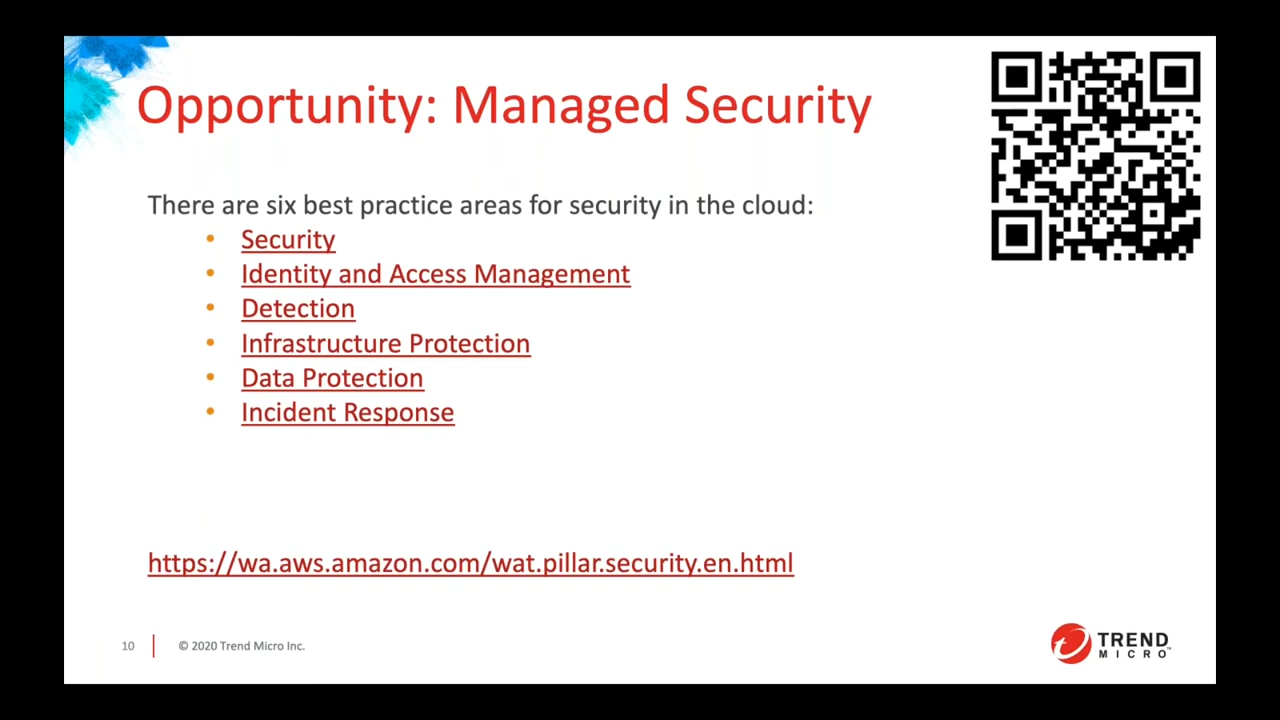 Opportunity: Managed Security
There are six best practice areas for security in the cloud:
• Security
• Identity and Access Management
• Detection
• Infrastructure Protection
• Data Protection
• Incident Response
https://wa.aws.amazon.com/wat.pillar.security.en.html
10
© 2020 Trend Micro Inc.
TREND
MICRO™